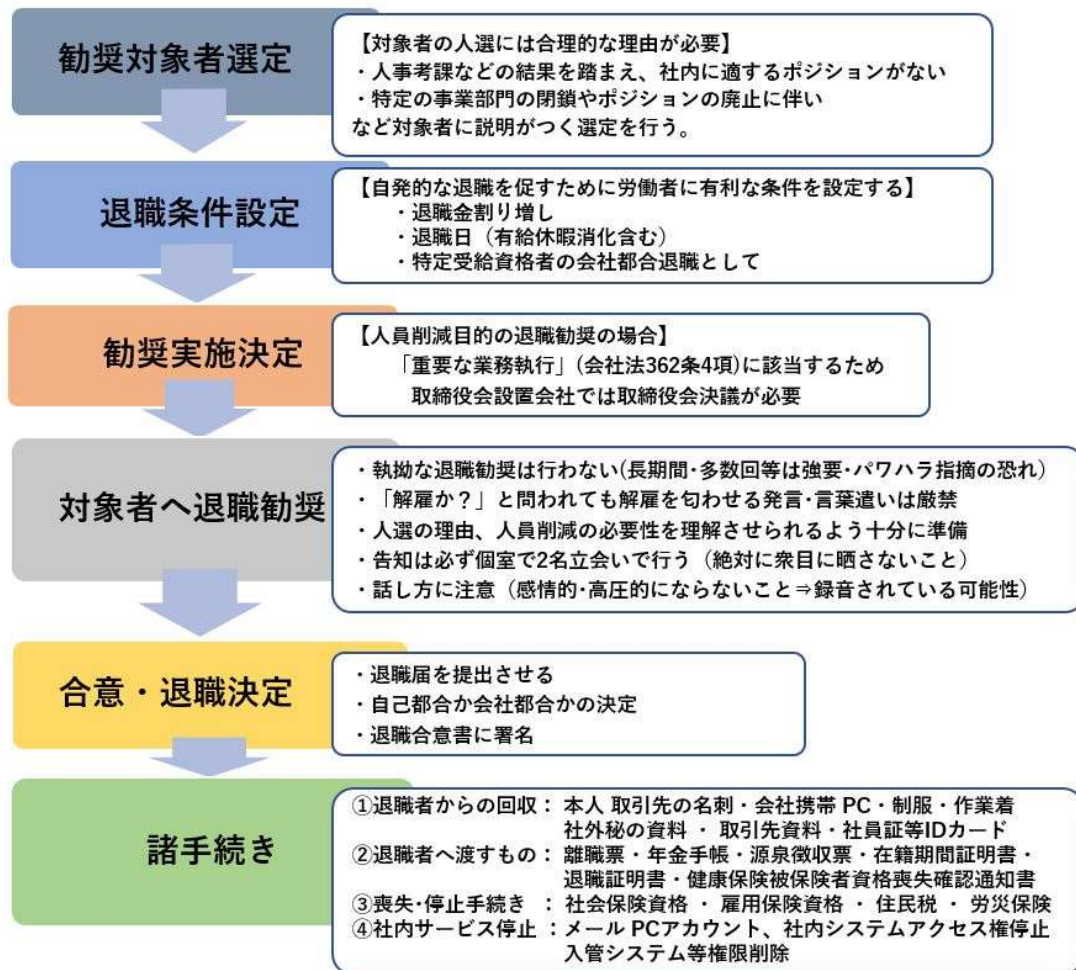 勧奨対象者選定
【対象者の人選には合理的な理由が必要】
・人事考課などの結果を踏まえ、社内に適するポジションがない
・特定の事業部門の閉鎖やポジションの廃止に伴い
など対象者に説明がつく選定を行う。
退職条件設定
【自発的な退職を促すために労働者に有利な条件を設定する】
・退職金割り増し
・退職日（有給休暇消化含む）
・特定受給資格者の会社都合退職として
勧奨実施決定
【人員削減目的の退職勧奨の場合】
「重要な業務執行」(会社法362条4項)に該当するため
取締役会設置会社では取締役会決議が必要
対象者へ退職勧奨
・執拗な退職勧奨は行わない(長期間･多数回等は強要･パワハラ指摘の恐れ）
・「解雇か？」と問われても解雇を匂わせる発言･言葉遣いは厳禁
・人選の理由、人員削減の必要性を理解させられるよう十分に準備
・告知は必ず個室で2名立会いで行う（絶対に衆目に晒さないこと）
・話し方に注意（感情的･高圧的にならないこと⇒録音されている可能性）
合意・退職決定
・退職届を提出させる
・自己都合か会社都合かの決定
・退職合意書に署名
諸手続き
①退職者からの回収： 本人 取引先の名刺・会社携帯 PC・制服・作業着
社外秘の資料 ・ 取引先資料・社員証等IDカード
②退職者へ渡すもの： 離職票・年金手帳・源泉徴収票・在籍期間証明書・
退職証明書・健康保険被保険者資格喪失確認通知書
③喪失･停止手続き ： 社会保険資格 ・ 雇用保険資格 ・ 住民税 ・ 労災保険
④社内サービス停止 ：メール PCアカウント、社内システムアクセス権停止
入管システム等権限削除